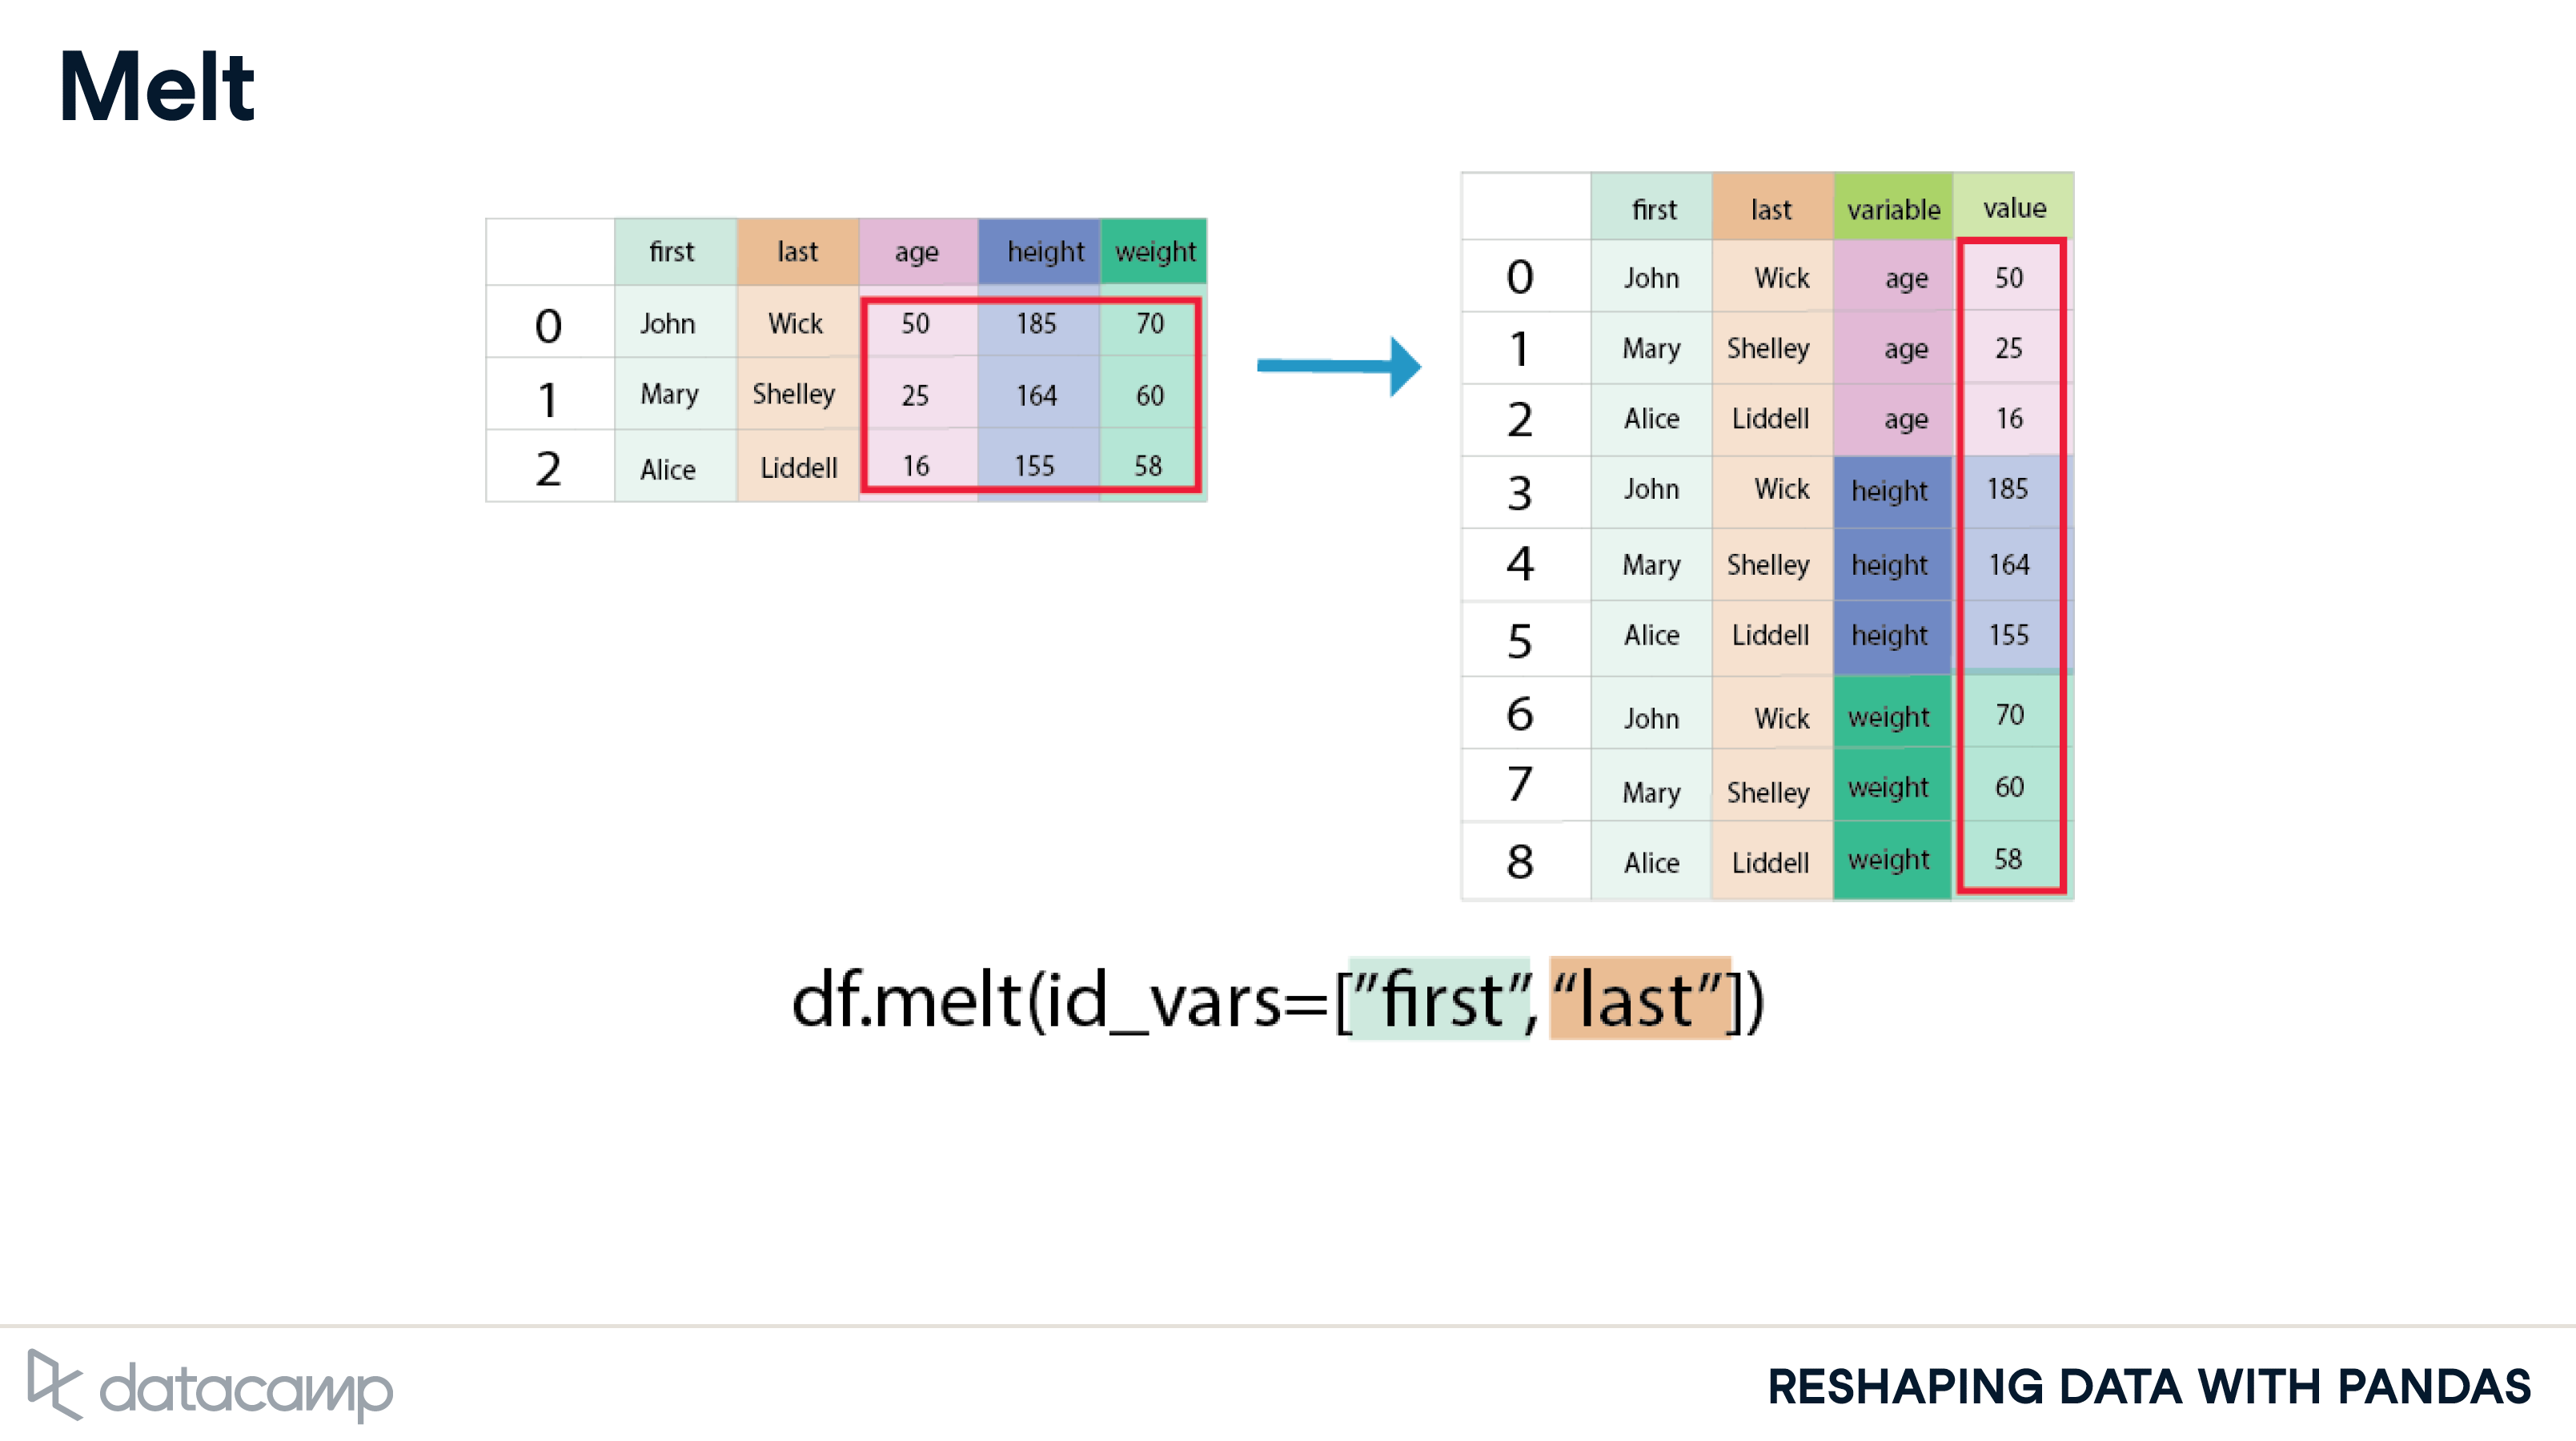 Melt
first last age height weight
0 John Wick 50 185 70
1 Mary Shelley 25 164 60
2 Alice Liddell 16 155 58
first last variable value
0 John Wick age 50
1 Mary Shelley age 25
2 Alice Liddell age 16
3 John Wick height 185
4 Mary Shelley height 164
5 Alice Liddell height 155
6 John Wick weight 70
7 Mary Shelley weight 60
8 Alice Liddell weight 58
df.melt(id_vars=[”first”, “last”])
datacamp
RESHAPING DATA WITH PANDAS